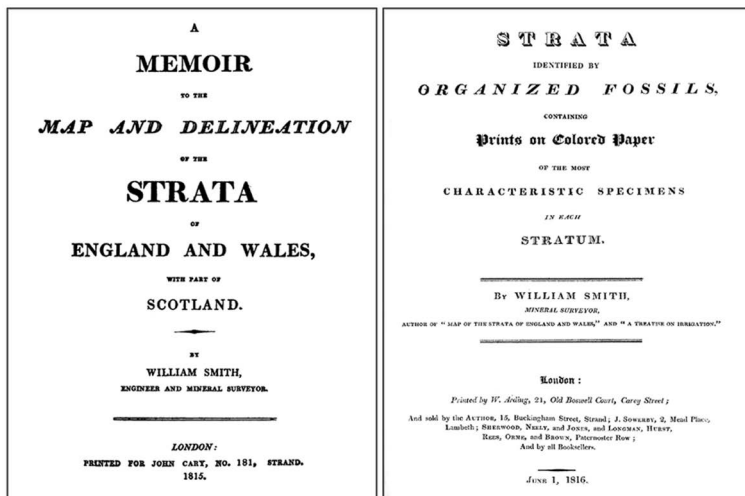 A
MEMOIR
TO THE
MAP AND DELINEATION
OF THE
STRATA
OF
ENGLAND AND WALES,
WITH PART OF
SCOTLAND.
BY
WILLIAM SMITH,
ENGINEER AND MINERAL SURVEYOR.
LONDON:
PRINTED FOR JOHN CARY, NO. 181, STRAND.
1815.
STRATA
IDENTIFIED BY
ORGANIZED FOSSILS,
CONTAINING
Prints on Colored Paper
OF THE MOST
CHARACTERISTIC SPECIMENS
IN EACH
STRATUM.
BY WILLIAM SMITH,
MINERAL SURVEYOR,
AUTHOR OF "MAP OF THE STRATA OF ENGLAND AND WALES," AND "A TREATISE ON IRRIGATION."
London:
Printed by W. Arding, 21, Old Boswell Court, Carey Street;
And sold by the AUTHOR, 15, Buckingham Street, Strand; J. SOWERBY, 2, Mead Place,
Lambeth; SHERWOOD, NEELY, and JONES, and LONGMAN, HURST,
REES, ORME, and BROWN, Paternoster Row;
And by all Booksellers.
JUNE 1, 1816.